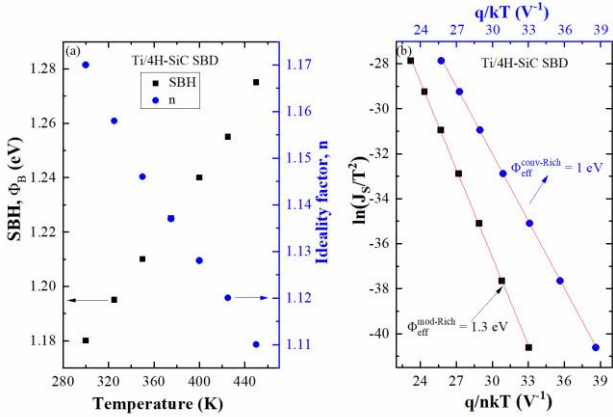 (a)
Ti/4H-SiC SBD
SBH
n
1.28
1.26
1.24
1.22
1.20
1.18
SBH, Φ_B (eV)
1.17
1.16
1.15
1.14
1.13
1.12
1.11
Ideality factor, n
280 320 360 400 440
Temperature (K)
q/kT (V⁻¹)
24 27 30 33 36 39
(b)
Ti/4H-SiC SBD
-28
-30
-32
-34
-36
-38
-40
ln(J_S/T²)
Φ_eff^conv-Rich = 1 eV
Φ_eff^mod-Rich = 1.3 eV
24 27 30 33 36 39
q/nkT (V⁻¹)